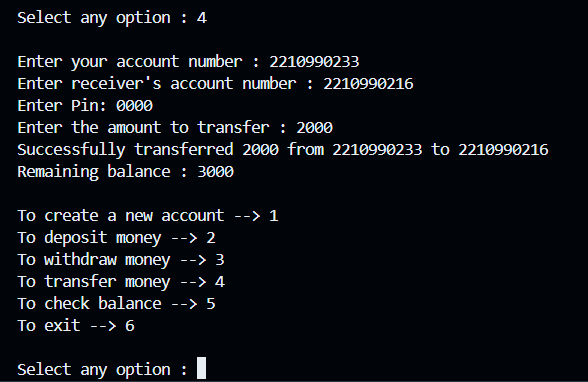 Select any option : 4
Enter your account number : 2210990233
Enter receiver's account number : 2210990216
Enter Pin: 0000
Enter the amount to transfer : 2000
Successfully transferred 2000 from 2210990233 to 2210990216
Remaining balance : 3000
To create a new account --> 1
To deposit money --> 2
To withdraw money --> 3
To transfer money --> 4
To check balance --> 5
To exit --> 6
Select any option :